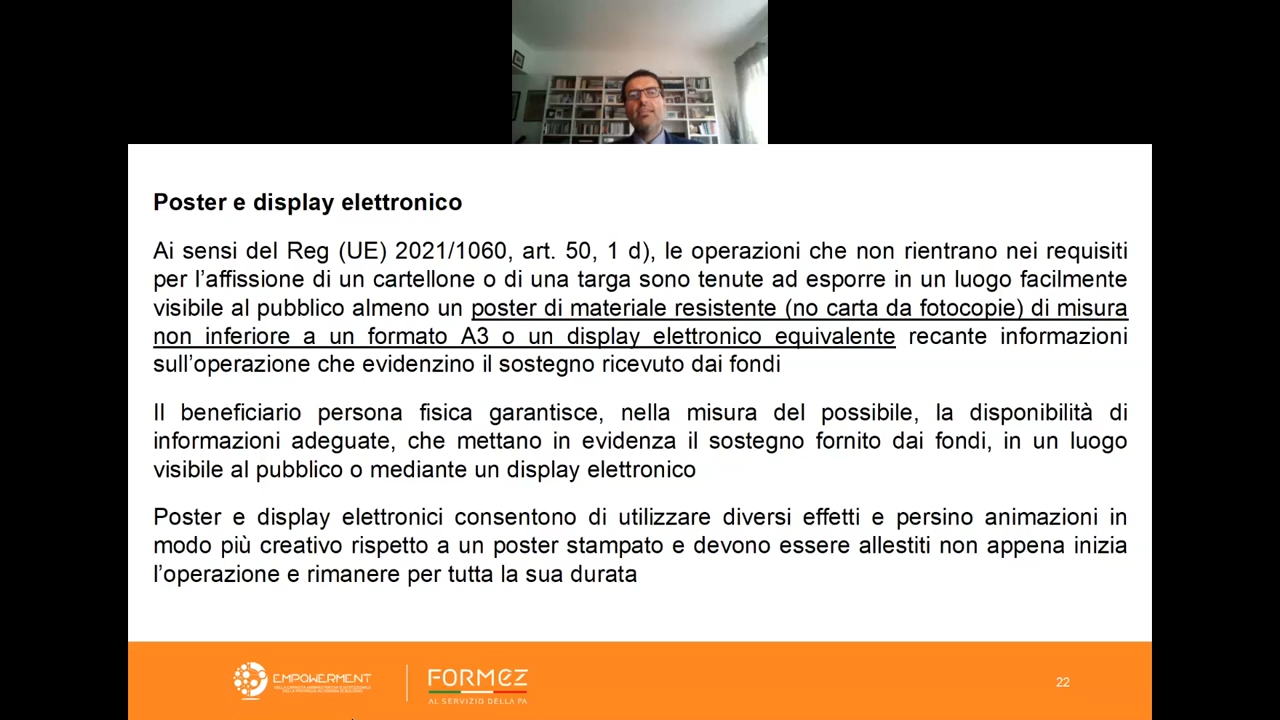 Poster e display elettronico
Ai sensi del Reg (UE) 2021/1060, art. 50, 1 d), le operazioni che non rientrano nei requisiti
per l’affissione di un cartellone o di una targa sono tenute ad esporre in un luogo facilmente
visibile al pubblico almeno un poster di materiale resistente (no carta da fotocopie) di misura
non inferiore a un formato A3 o un display elettronico equivalente recante informazioni
sull’operazione che evidenzino il sostegno ricevuto dai fondi
Il beneficiario persona fisica garantisce, nella misura del possibile, la disponibilità di
informazioni adeguate, che mettano in evidenza il sostegno fornito dai fondi, in un luogo
visibile al pubblico o mediante un display elettronico
Poster e display elettronici consentono di utilizzare diversi effetti e persino animazioni in
modo più creativo rispetto a un poster stampato e devono essere allestiti non appena inizia
l’operazione e rimanere per tutta la sua durata
EMPOWERMENT
FORMEZ
AL SERVIZIO DELLA PA
22